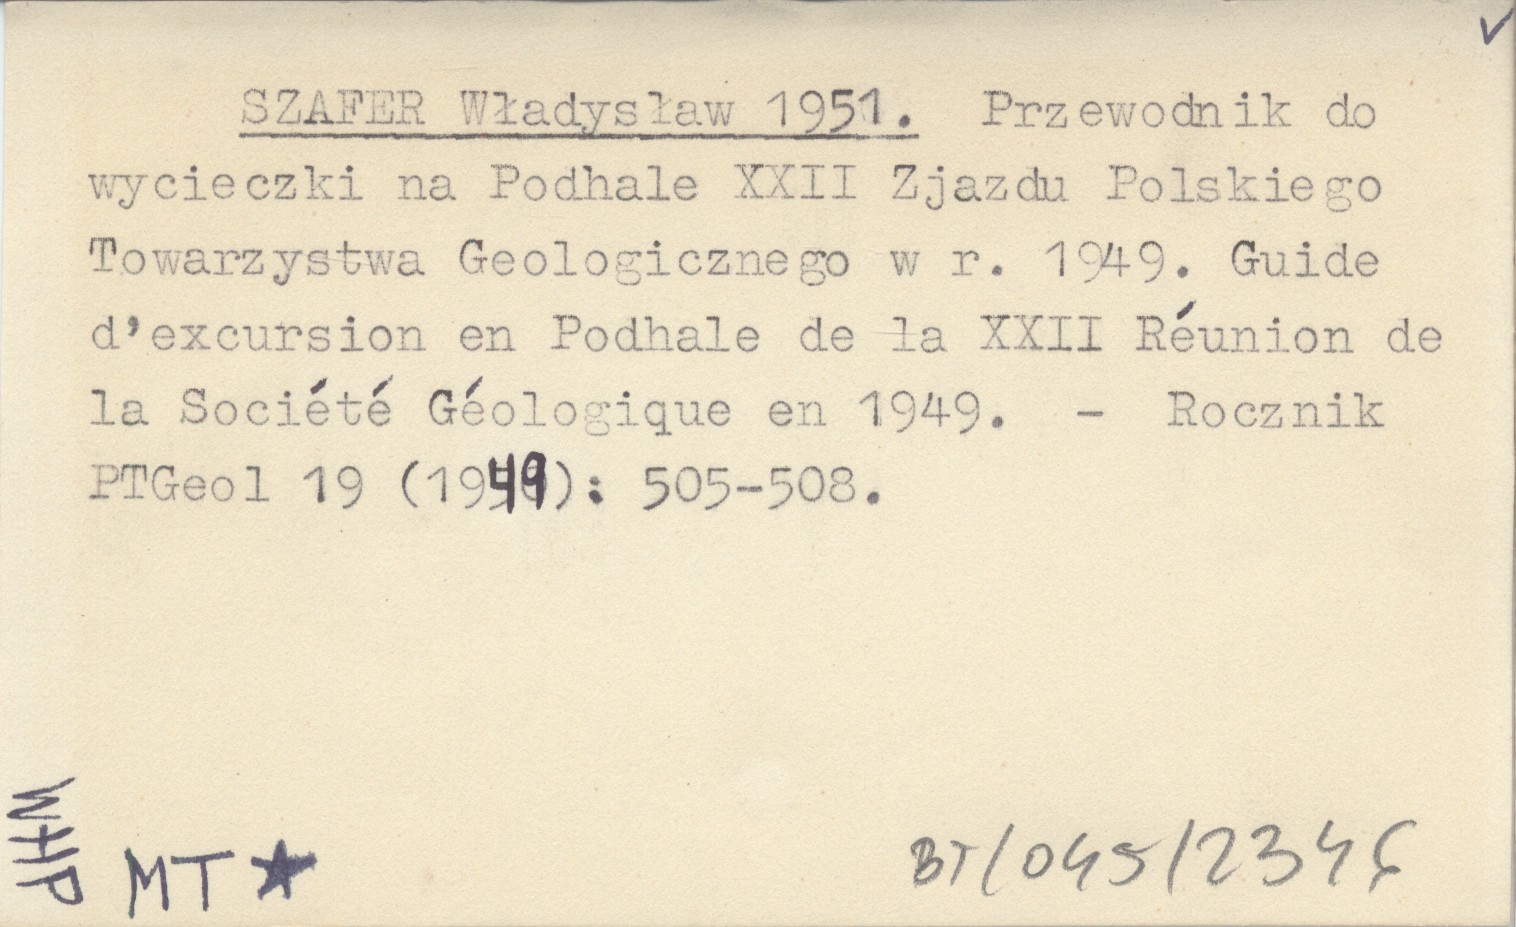 SZAFER Władysław 1951. Przewodnik do
wycieczki na Podhale XXII Zjazdu Polskiego
Towarzystwa Geologicznego w r. 1949. Guide
d'excursion en Podhale de la XXII Réunion de
la Société Géologique en 1949. - Rocznik
PTGeol 19 (1949): 505-508.
WHP
MT ★
BT/045/2346